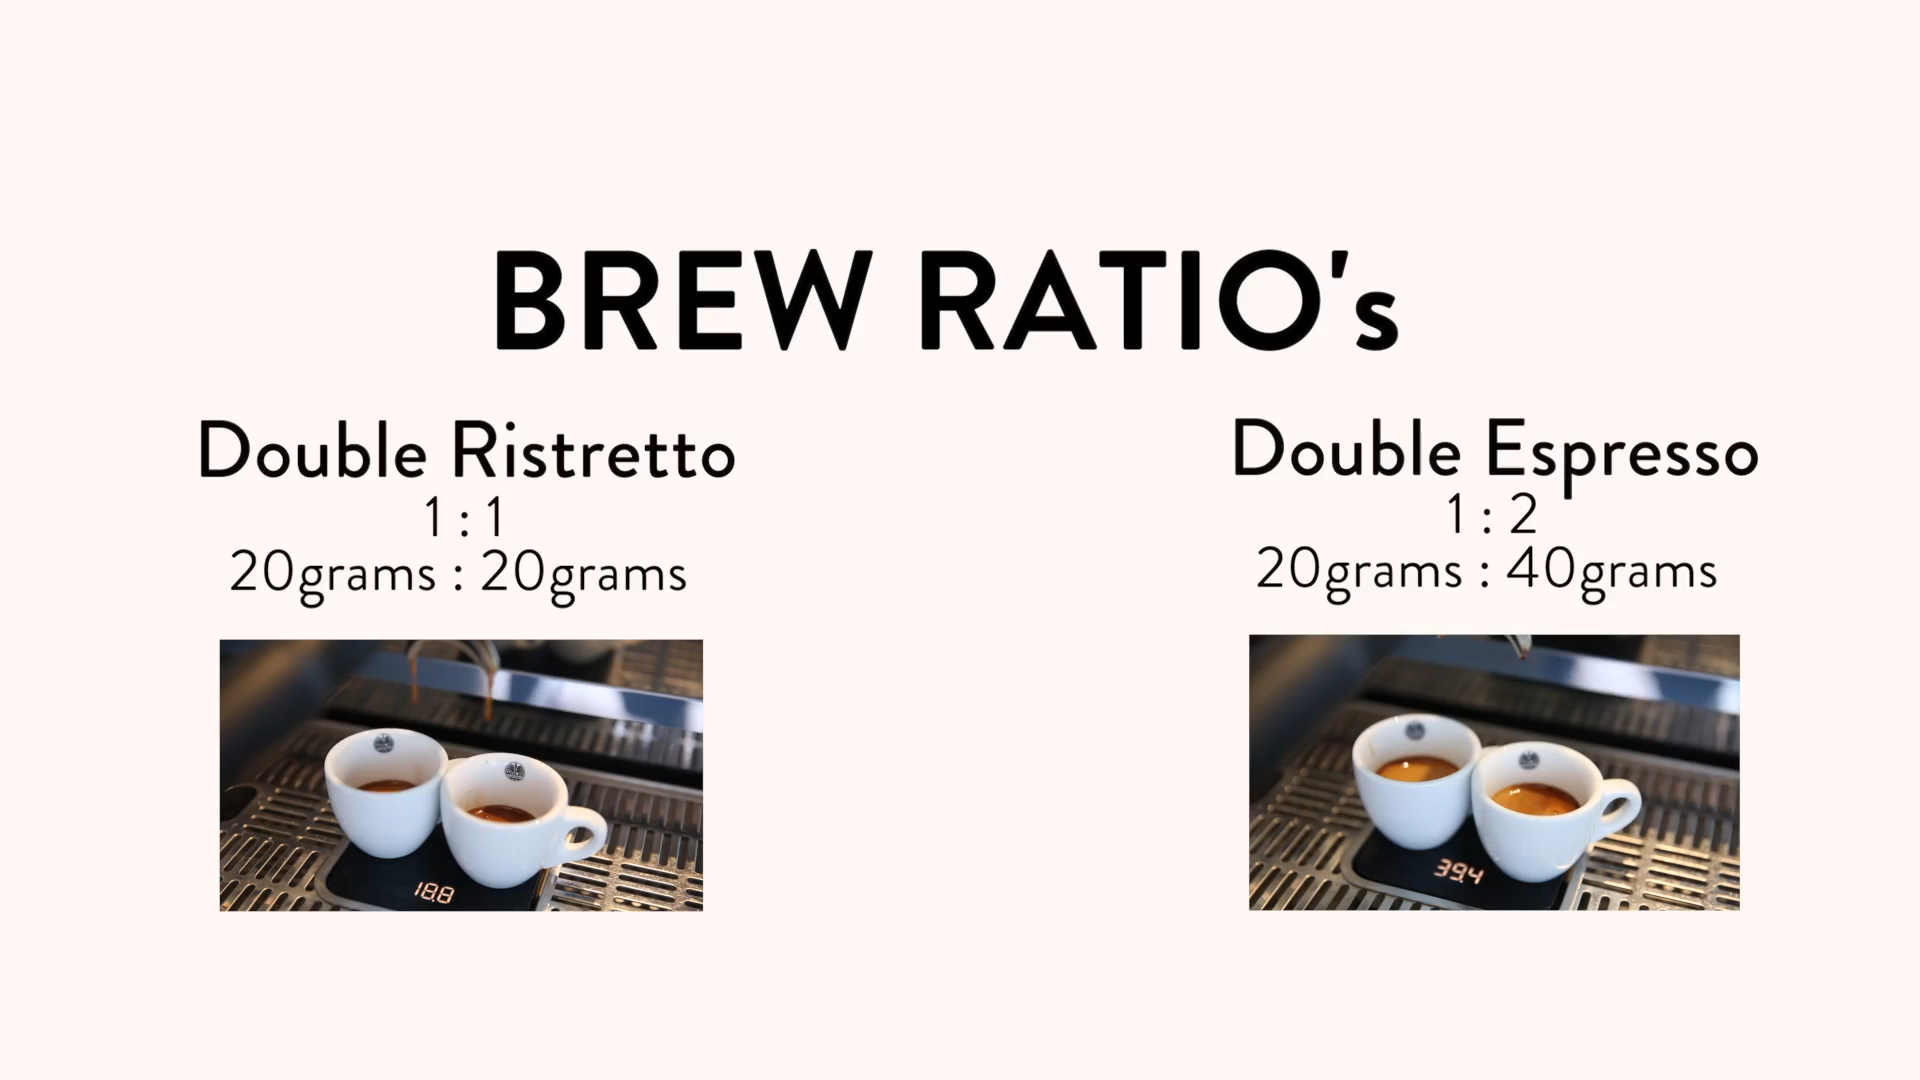 BREW RATIO's
Double Ristretto
1 : 1
20grams : 20grams
18.8
Double Espresso
1 : 2
20grams : 40grams
39.4